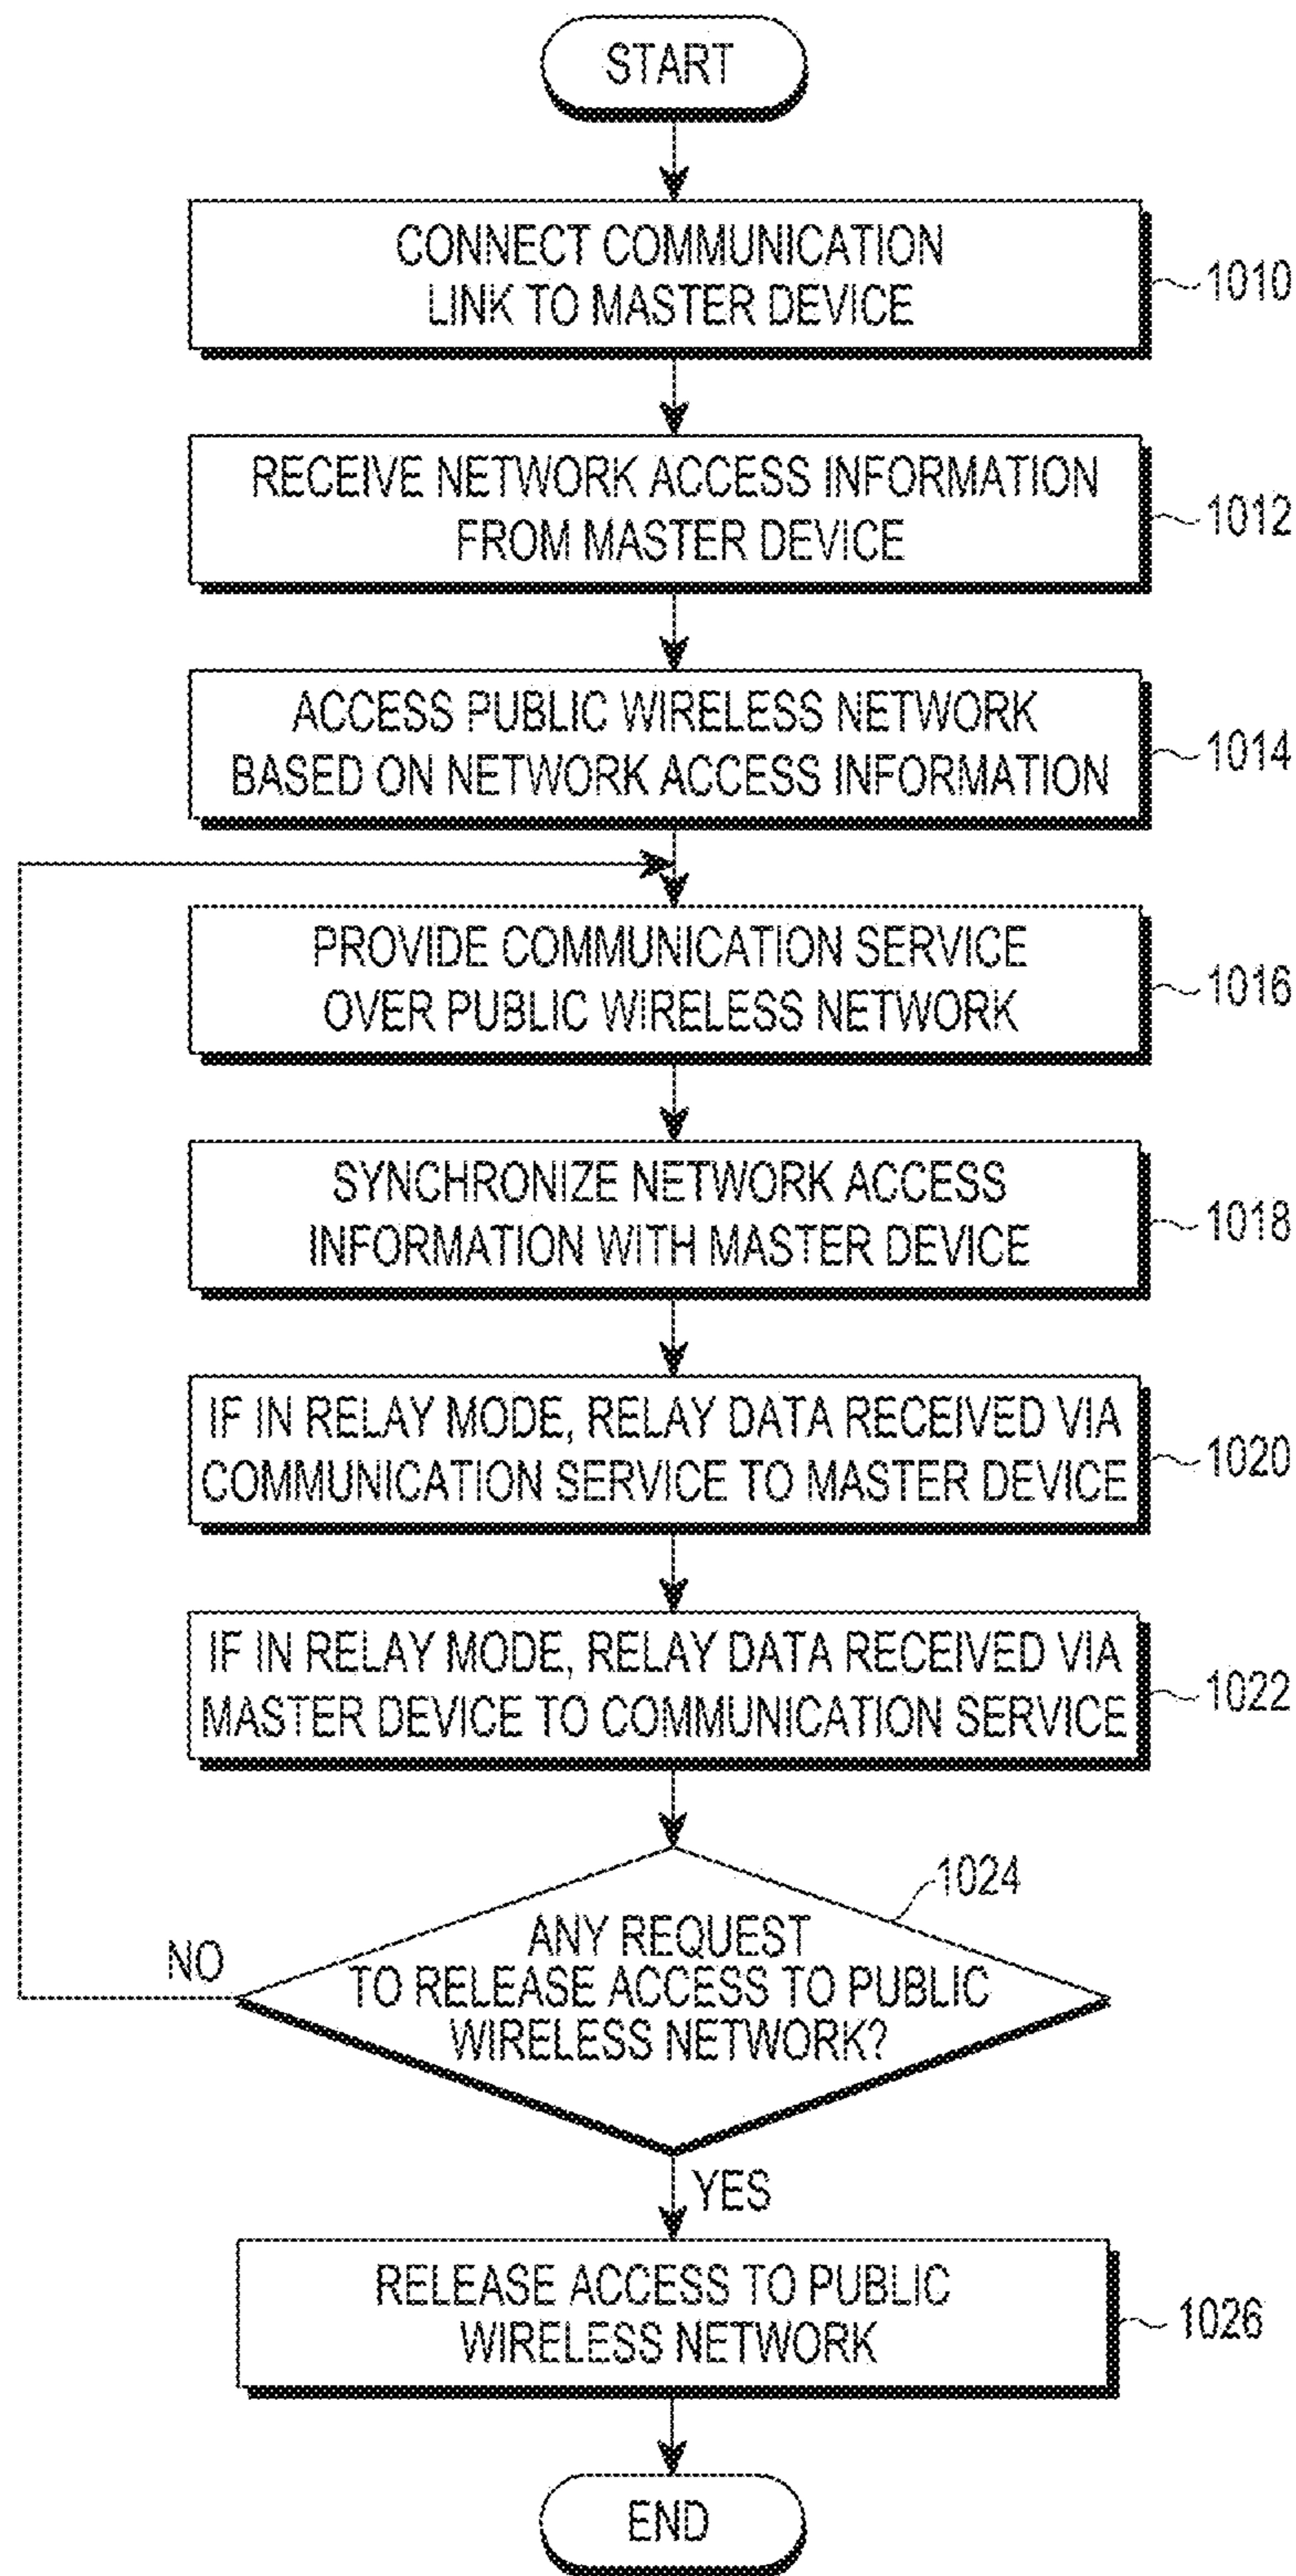 START
CONNECT COMMUNICATION
LINK TO MASTER DEVICE
1010
RECEIVE NETWORK ACCESS INFORMATION
FROM MASTER DEVICE
1012
ACCESS PUBLIC WIRELESS NETWORK
BASED ON NETWORK ACCESS INFORMATION
1014
PROVIDE COMMUNICATION SERVICE
OVER PUBLIC WIRELESS NETWORK
1016
SYNCHRONIZE NETWORK ACCESS
INFORMATION WITH MASTER DEVICE
1018
IF IN RELAY MODE, RELAY DATA RECEIVED VIA
COMMUNICATION SERVICE TO MASTER DEVICE
1020
IF IN RELAY MODE, RELAY DATA RECEIVED VIA
MASTER DEVICE TO COMMUNICATION SERVICE
1022
1024
ANY REQUEST
TO RELEASE ACCESS TO PUBLIC
WIRELESS NETWORK?
NO
YES
RELEASE ACCESS TO PUBLIC
WIRELESS NETWORK
1026
END